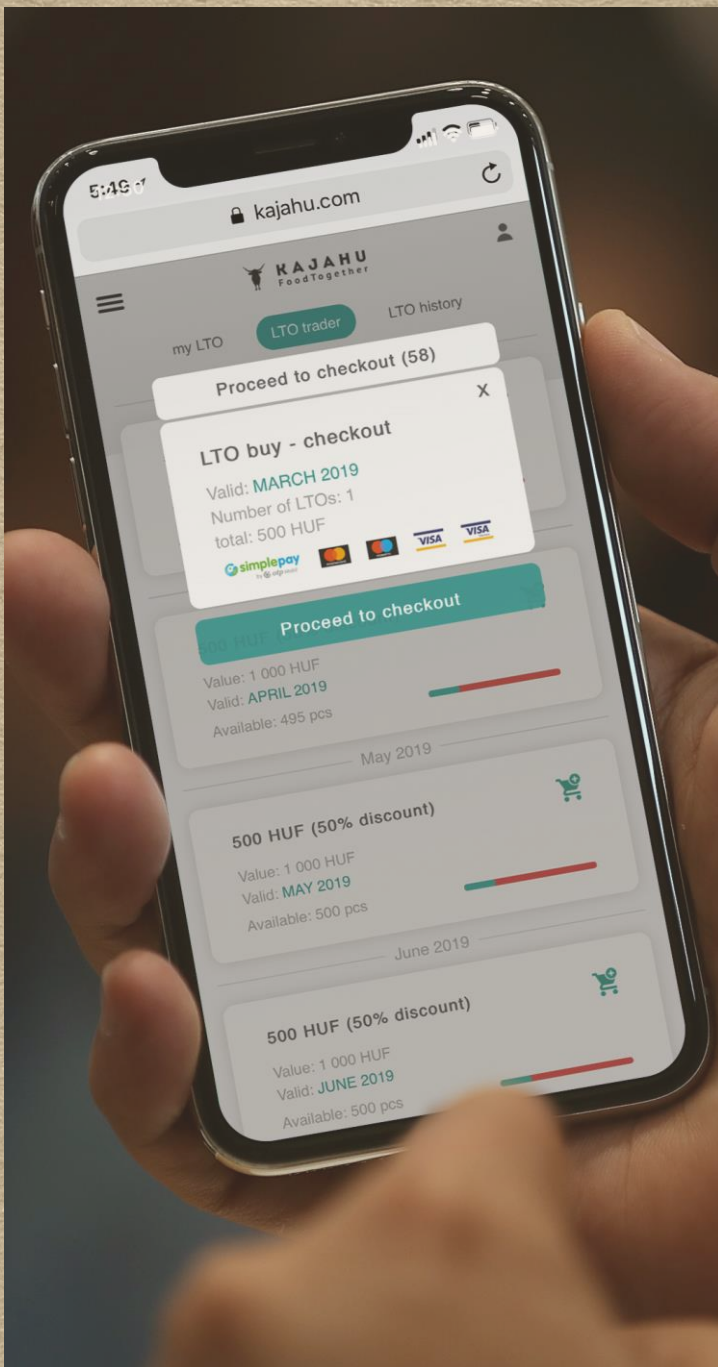 kajahu.com
KAJAHU
FoodTogether
my LTO
LTO trader
LTO history
Proceed to checkout (58)
X
LTO buy - checkout
Valid: MARCH 2019
Number of LTOs: 1
total: 500 HUF
simplepay
VISA
VISA
Proceed to checkout
500 HUF
Value: 1 000 HUF
Valid: APRIL 2019
Available: 495 pcs
May 2019
500 HUF (50% discount)
Value: 1 000 HUF
Valid: MAY 2019
Available: 500 pcs
June 2019
500 HUF (50% discount)
Value: 1 000 HUF
Valid: JUNE 2019
Available: 500 pcs